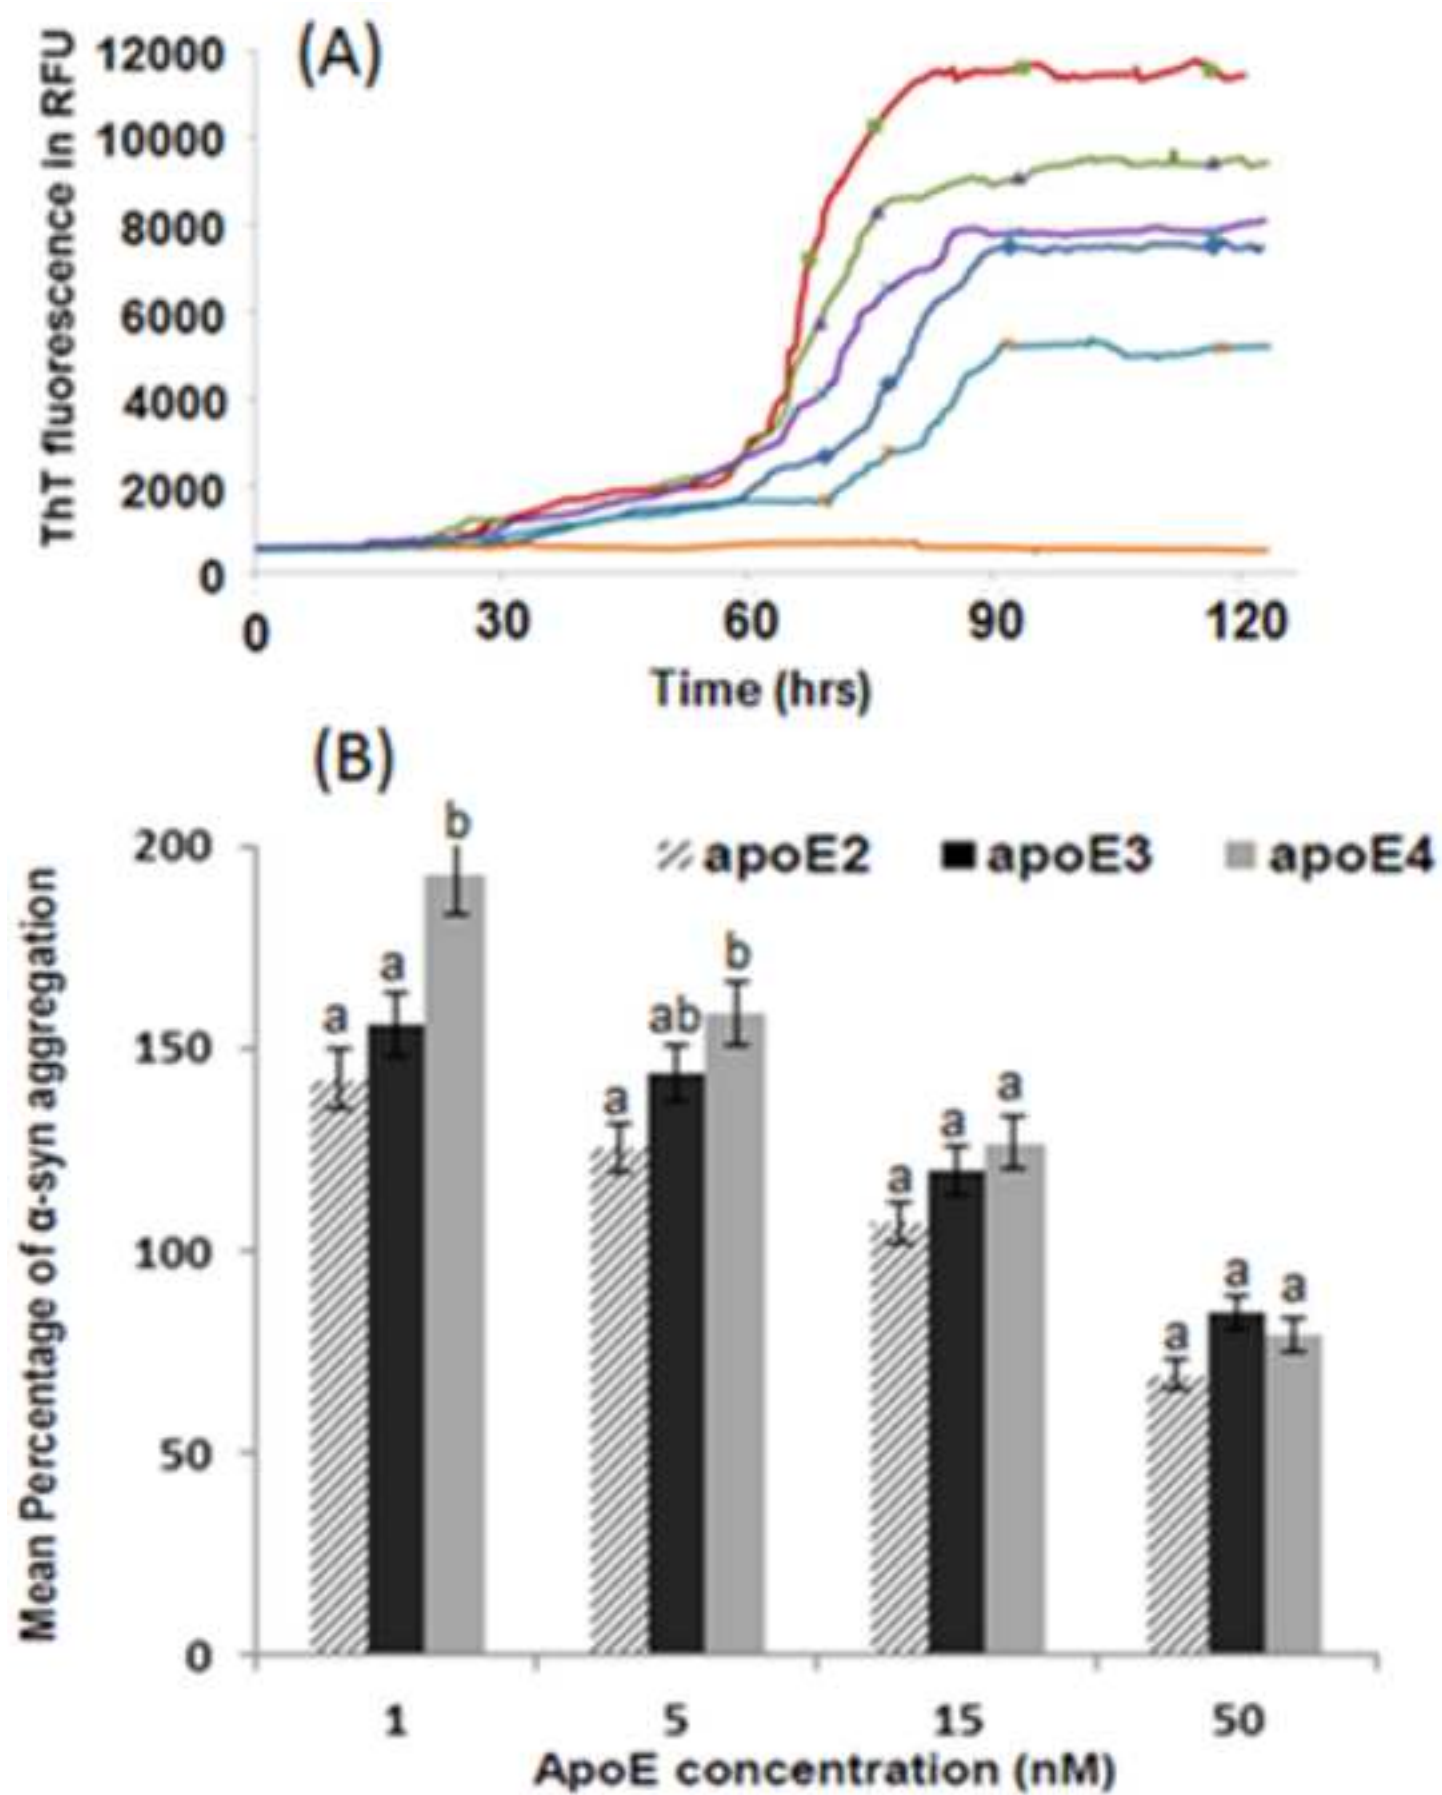 (A)
ThT fluorescence in RFU
12000
10000
8000
6000
4000
2000
0
0 30 60 90 120
Time (hrs)
(B)
Mean Percentage of α-syn aggregation
apoE2 apoE3 apoE4
200
150
100
50
0
a a b
a ab b
a a a
a a a
1 5 15 50
ApoE concentration (nM)